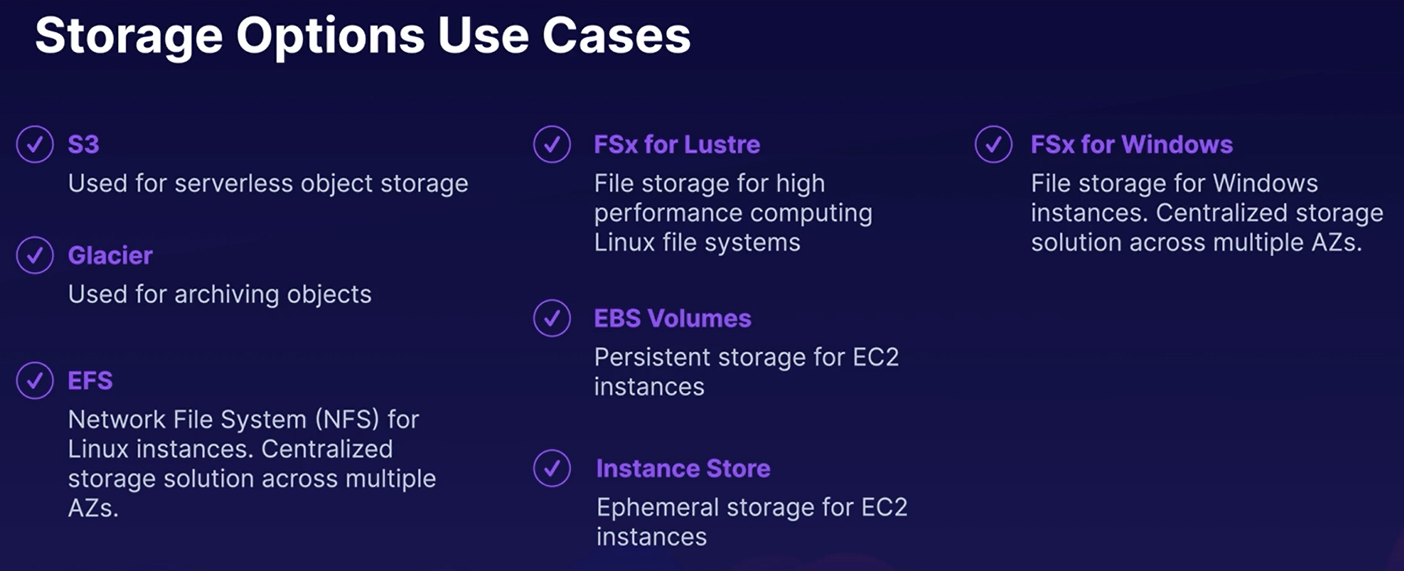 Storage Options Use Cases
S3
Used for serverless object storage
Glacier
Used for archiving objects
EFS
Network File System (NFS) for
Linux instances. Centralized
storage solution across multiple
AZs.
FSx for Lustre
File storage for high
performance computing
Linux file systems
EBS Volumes
Persistent storage for EC2
instances
Instance Store
Ephemeral storage for EC2
instances
FSx for Windows
File storage for Windows
instances. Centralized storage
solution across multiple AZs.